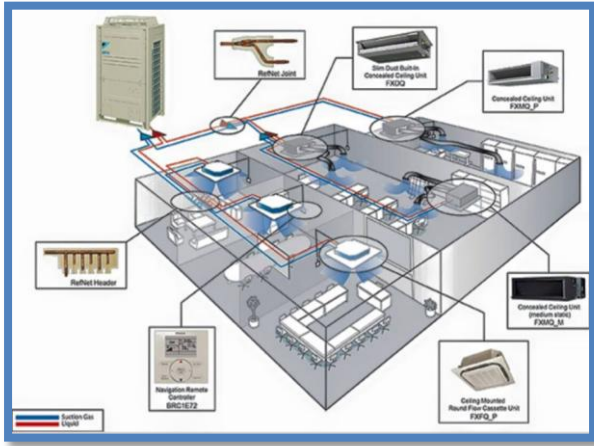 RefNet Joint
Slim Duct Built-In
Concealed Ceiling Unit
FXDQ
Concealed Ceiling Unit
FXMQ_P
RefNet Header
Navigation Remote
Controller
BRC1E72
Concealed Ceiling Unit
(medium static)
FXMQ_M
Ceiling Mounted
Round Flow Cassette Unit
FXFQ_P
Suction Gas
Liquid